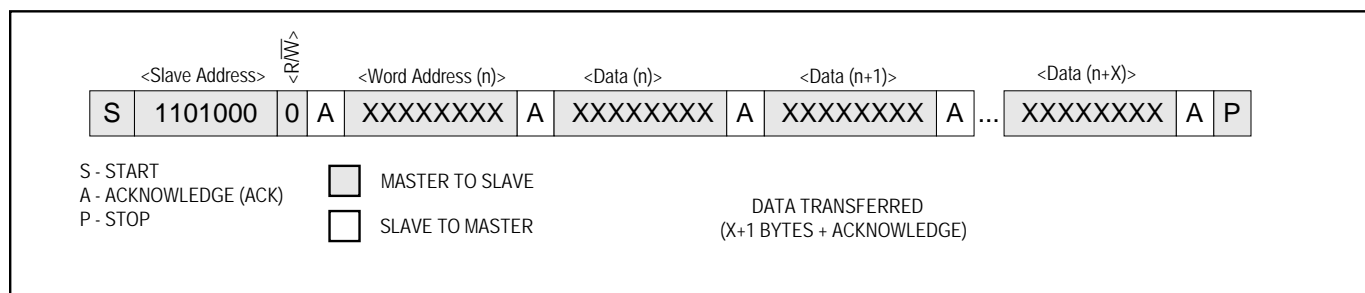 <Slave Address> <R/W̅> <Word Address (n)> <Data (n)> <Data (n+1)> <Data (n+X)>
S 1101000 0 A XXXXXXXX A XXXXXXXX A XXXXXXXX A ... XXXXXXXX A P
S - START
A - ACKNOWLEDGE (ACK)
P - STOP
MASTER TO SLAVE
SLAVE TO MASTER
DATA TRANSFERRED
(X+1 BYTES + ACKNOWLEDGE)